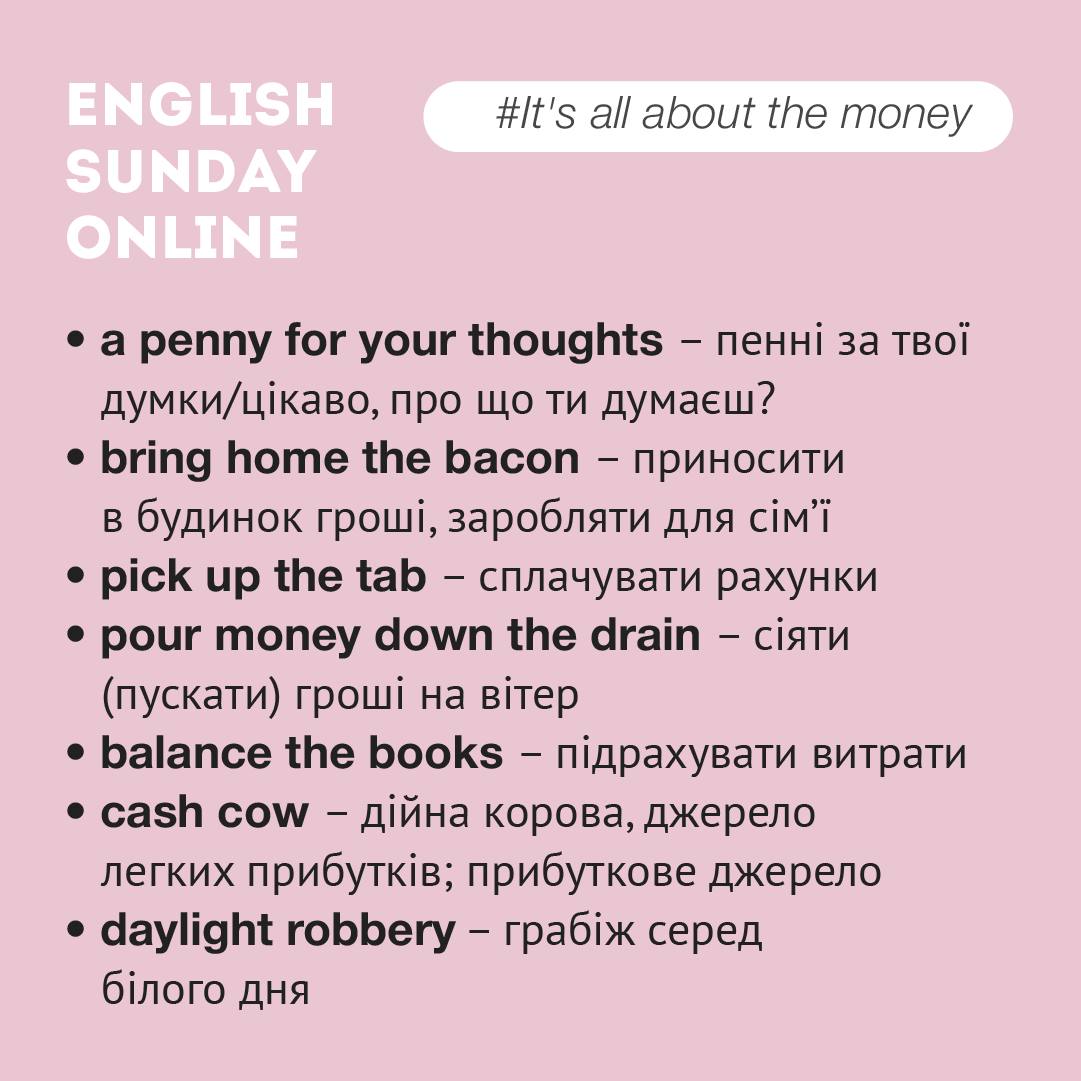 ENGLISH
SUNDAY
ONLINE
#It's all about the money
• a penny for your thoughts – пенні за твої
думки/цікаво, про що ти думаєш?
• bring home the bacon – приносити
в будинок гроші, заробляти для сім’ї
• pick up the tab – сплачувати рахунки
• pour money down the drain – сіяти
(пускати) гроші на вітер
• balance the books – підрахувати витрати
• cash cow – дійна корова, джерело
легких прибутків; прибуткове джерело
• daylight robbery – грабіж серед
білого дня